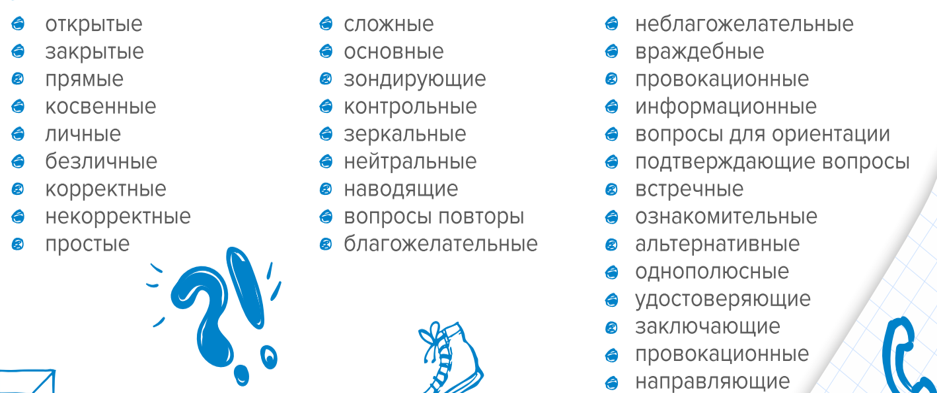 открытые
закрытые
прямые
косвенные
личные
безличные
корректные
некорректные
простые
сложные
основные
зондирующие
контрольные
зеркальные
нейтральные
наводящие
вопросы повторы
благожелательные
неблагожелательные
враждебные
провокационные
информационные
вопросы для ориентации
подтверждающие вопросы
встречные
ознакомительные
альтернативные
однополюсные
удостоверяющие
заключающие
провокационные
направляющие
?!